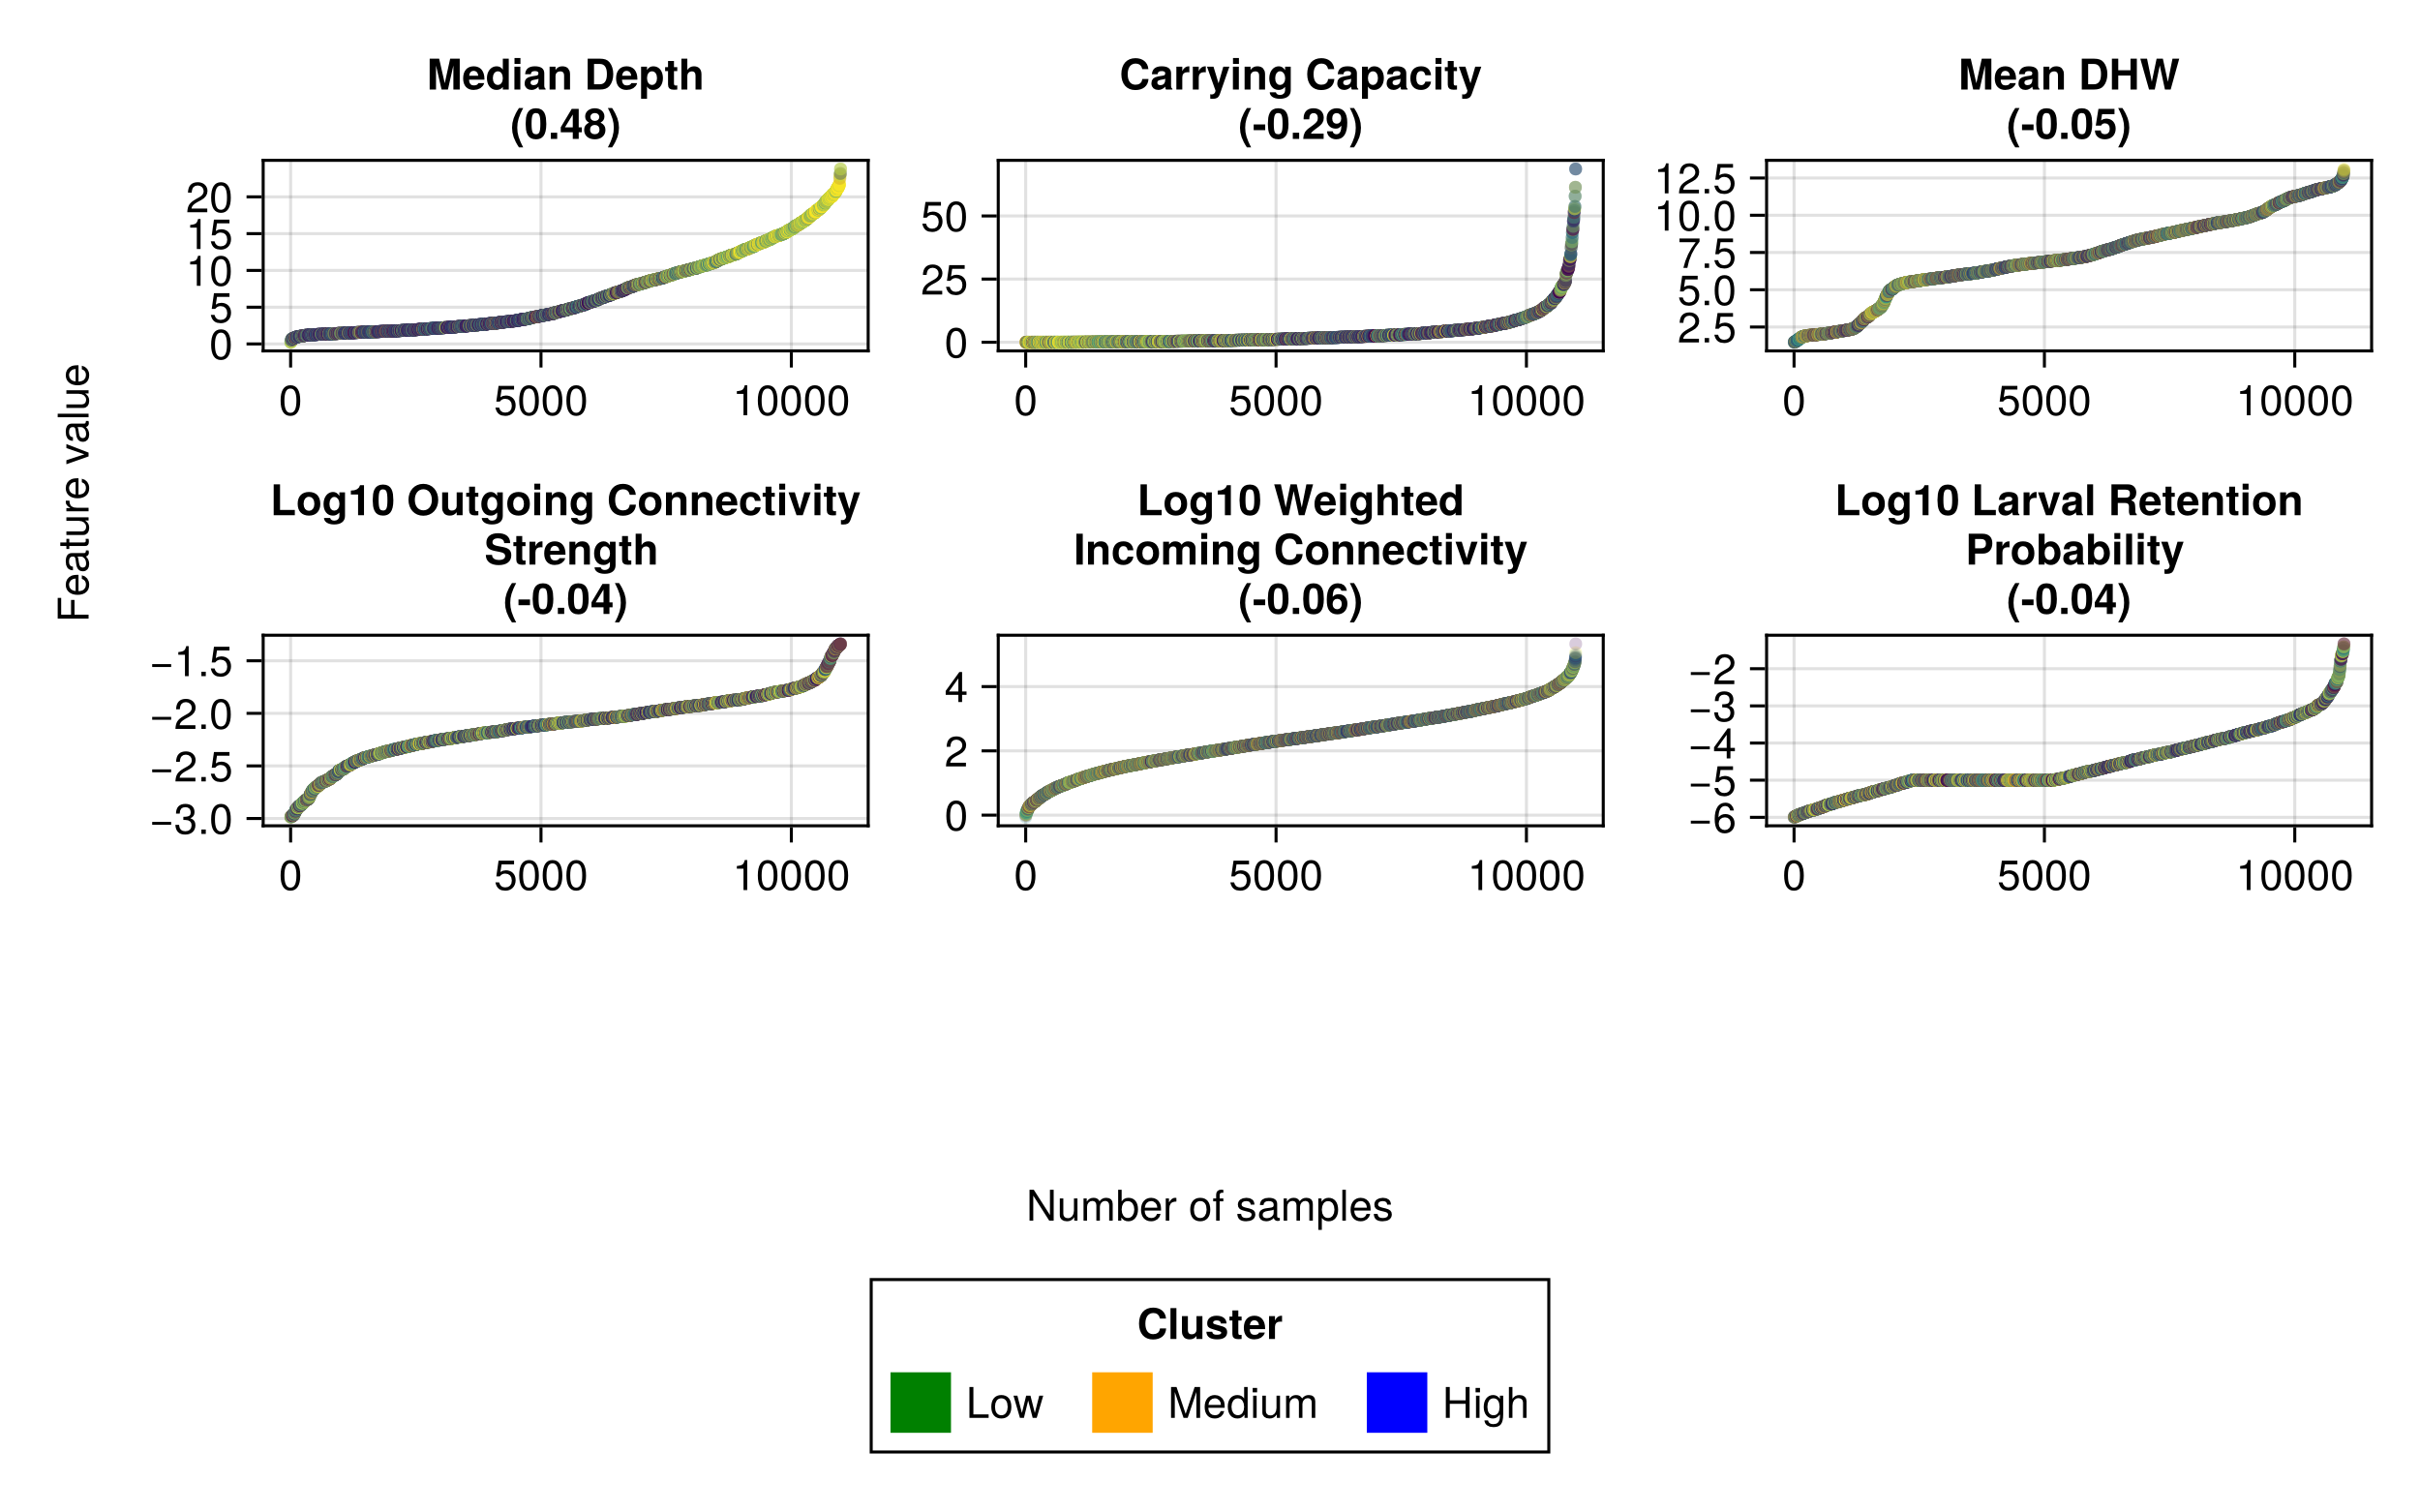 Median Depth
(0.48)
20
15
10
5
0
0 5000 10000
Carrying Capacity
(-0.29)
50
25
0
0 5000 10000
Mean DHW
(-0.05)
12.5
10.0
7.5
5.0
2.5
0 5000 10000
Feature value
Log10 Outgoing Connectivity
Strength
(-0.04)
−1.5
−2.0
−2.5
−3.0
0 5000 10000
Log10 Weighted
Incoming Connectivity
(-0.06)
4
2
0
0 5000 10000
Log10 Larval Retention
Probability
(-0.04)
−2
−3
−4
−5
−6
0 5000 10000
Number of samples
Cluster
Low Medium High